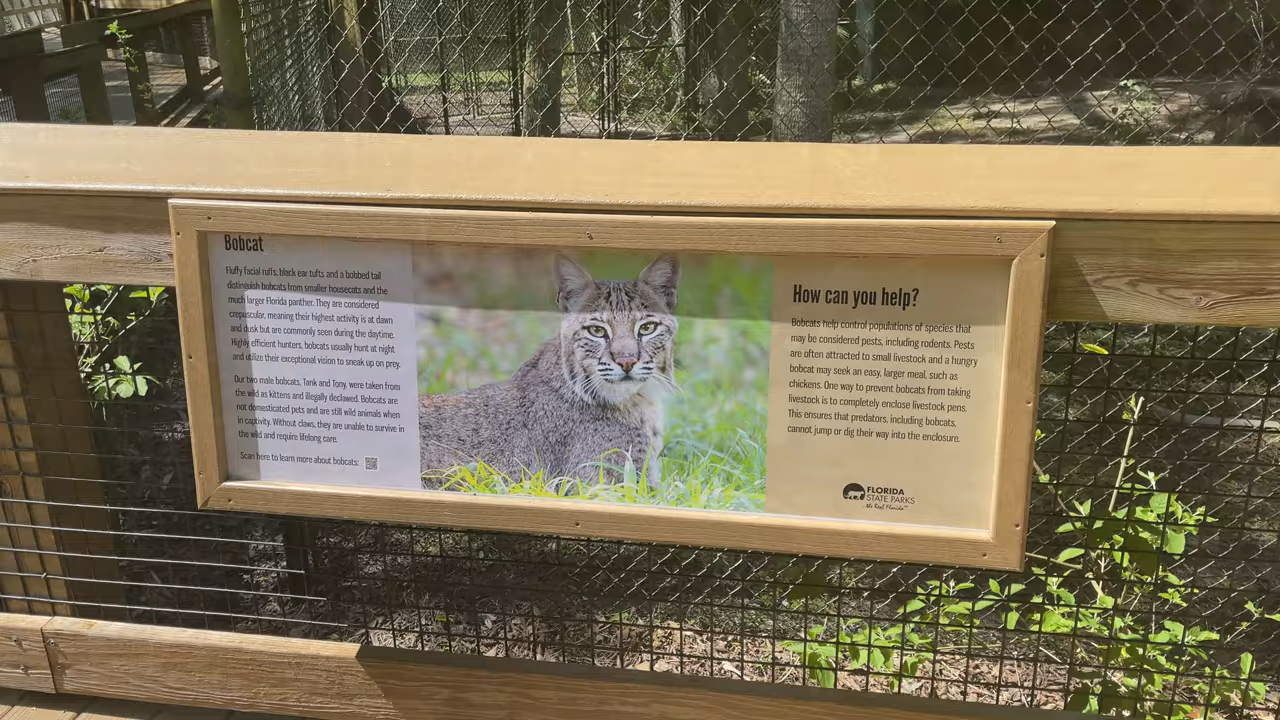 Bobcat
Fluffy facial ruffs, black ear tufts and a bobbed tail
distinguish bobcats from smaller housecats and the
much larger Florida panther. They are considered
crepuscular, meaning their highest activity is at dawn
and dusk but are commonly seen during the daytime.
Highly efficient hunters, bobcats usually hunt at night
and utilize their exceptional vision to sneak up on prey.
Our two male bobcats, Tank and Tony, were taken from
the wild as kittens and illegally declawed. Bobcats are
not domesticated pets and are still wild animals when
in captivity. Without claws, they are unable to survive in
the wild and require lifelong care.
Scan here to learn more about bobcats:
How can you help?
Bobcats help control populations of species that
may be considered pests, including rodents. Pests
are often attracted to small livestock and a hungry
bobcat may seek an easy, larger meal, such as
chickens. One way to prevent bobcats from taking
livestock is to completely enclose livestock pens.
This ensures that predators, including bobcats,
cannot jump or dig their way into the enclosure.
FLORIDA
STATE PARKS
...the Real Florida℠